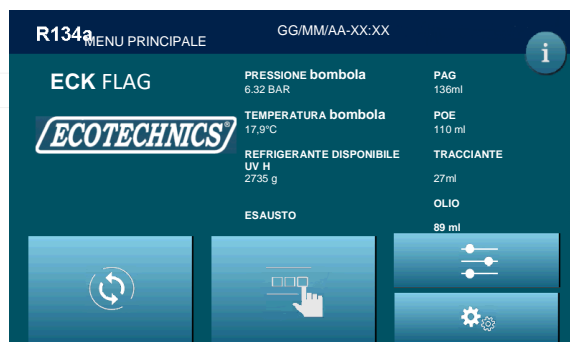 R134a
MENU PRINCIPALE
GG/MM/AA-XX:XX
i
ECK FLAG
ECOTECHNICS®
PRESSIONE bombola
6.32 BAR
TEMPERATURA bombola
17,9°C
REFRIGERANTE DISPONIBILE
UV H
2735 g
ESAUSTO
PAG
136ml
POE
110 ml
TRACCIANTE
27ml
OLIO
89 ml